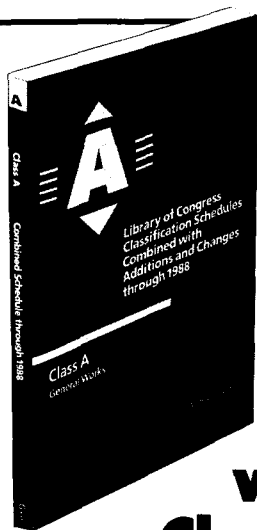 A
Class A
Combined Schedule through 1988
A
Library of Congress
Classification Schedules
Combined with
Additions and Changes
through 1988
Class A
General Works